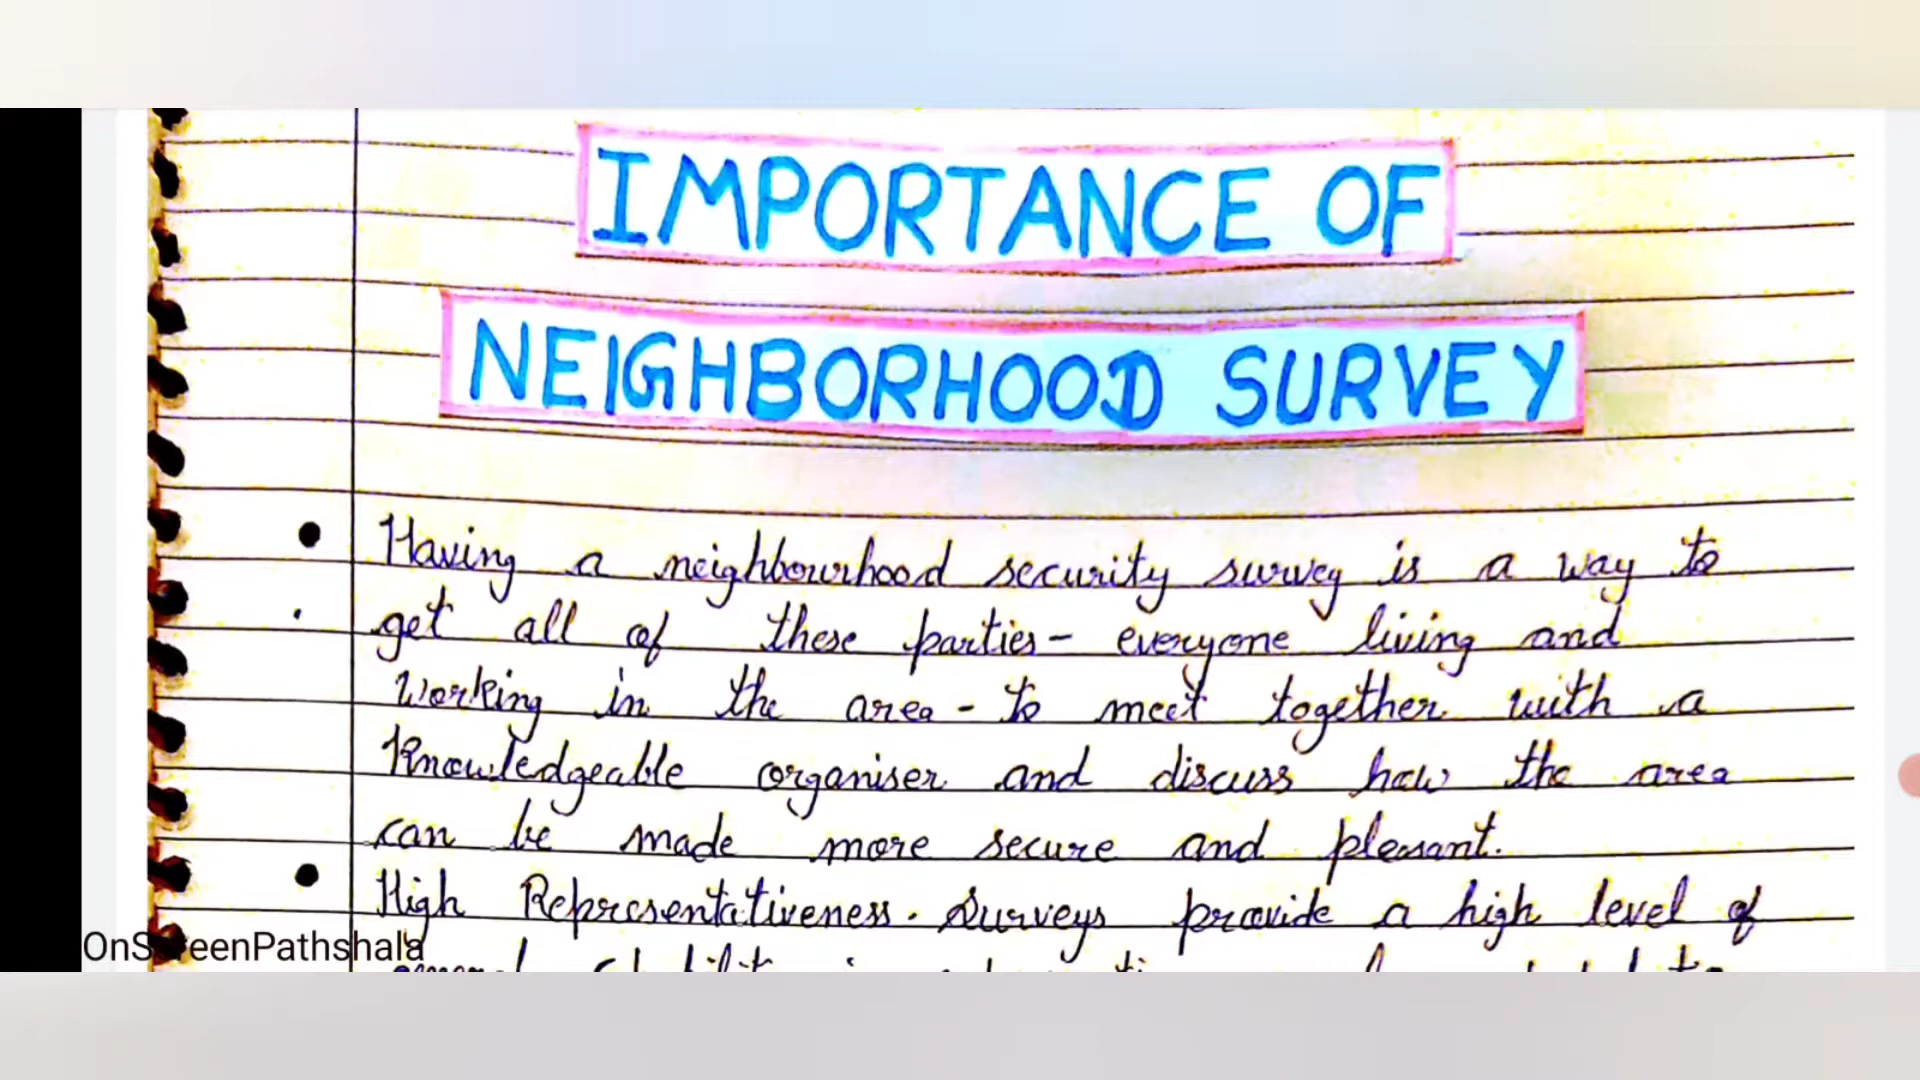 IMPORTANCE OF
NEIGHBORHOOD SURVEY
Having a neighbourhood security survey is a way to
get all of these parties - everyone living and
working in the area - to meet together with a
Knowledgeable organiser and discuss how the area
can be made more secure and plesant.
High Representativeness. Surveys provide a high level of
OnScreenPathshala